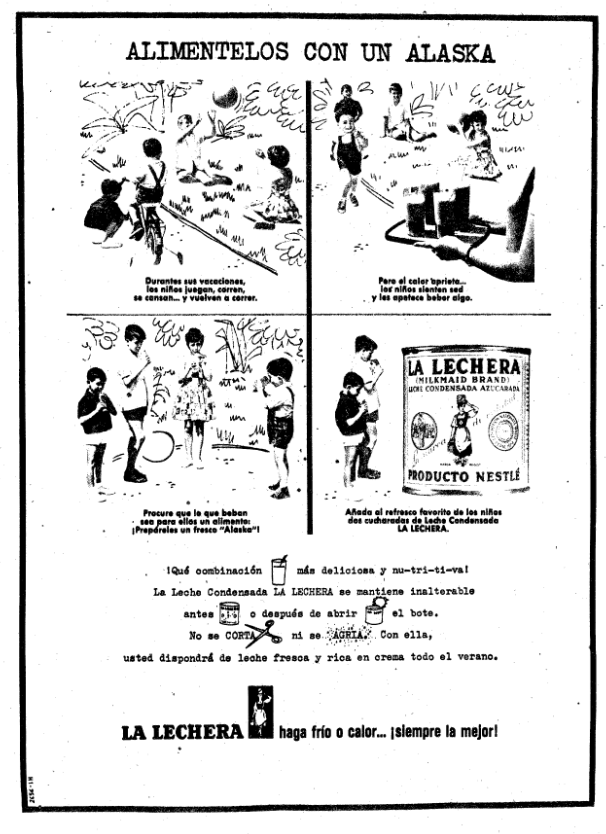 ALIMENTELOS CON UN ALASKA
Durantes sus vacaciones,
los niños juegan, corren,
se cansan... y vuelven a correr.
Pero el calor aprieta...
los niños sienten sed
y les apetece beber algo.
Procure que lo que beban
sea para ellos un alimento:
¡Prepáreles un fresco "Alaska"!
LA LECHERA
(MILKMAID BRAND)
LECHE CONDENSADA AZUCARADA
PRODUCTO NESTLÉ
Añada al refresco favorito de los niños
dos cucharadas de Leche Condensada
LA LECHERA.
¡Qué combinación más deliciosa y nu-tri-ti-va!
La Leche Condensada LA LECHERA se mantiene inalterable
antes o después de abrir el bote.
No se CORTA ni se AGRIA. Con ella,
usted dispondrá de leche fresca y rica en crema todo el verano.
LA LECHERA haga frío o calor... ¡siempre la mejor!